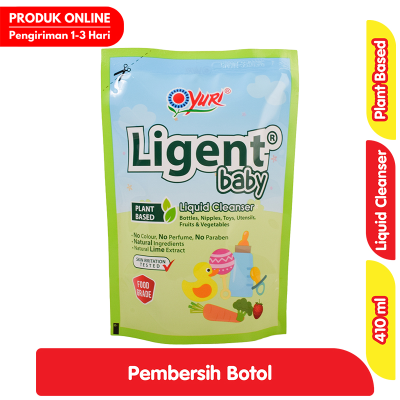 PRODUK ONLINE
Pengiriman 1-3 Hari
YURI®
Ligent®
baby
PLANT
BASED
Liquid Cleanser
Bottles, Nipples, Toys, Utensils
Fruits & Vegetables
•No Colour, No Perfume, No Paraben
•Natural Ingredients
•Natural Lime Extract
SKIN IRRITATION
TESTED
FOOD
GRADE
Plant Based
Liquid Cleanser
410 ml
Pembersih Botol